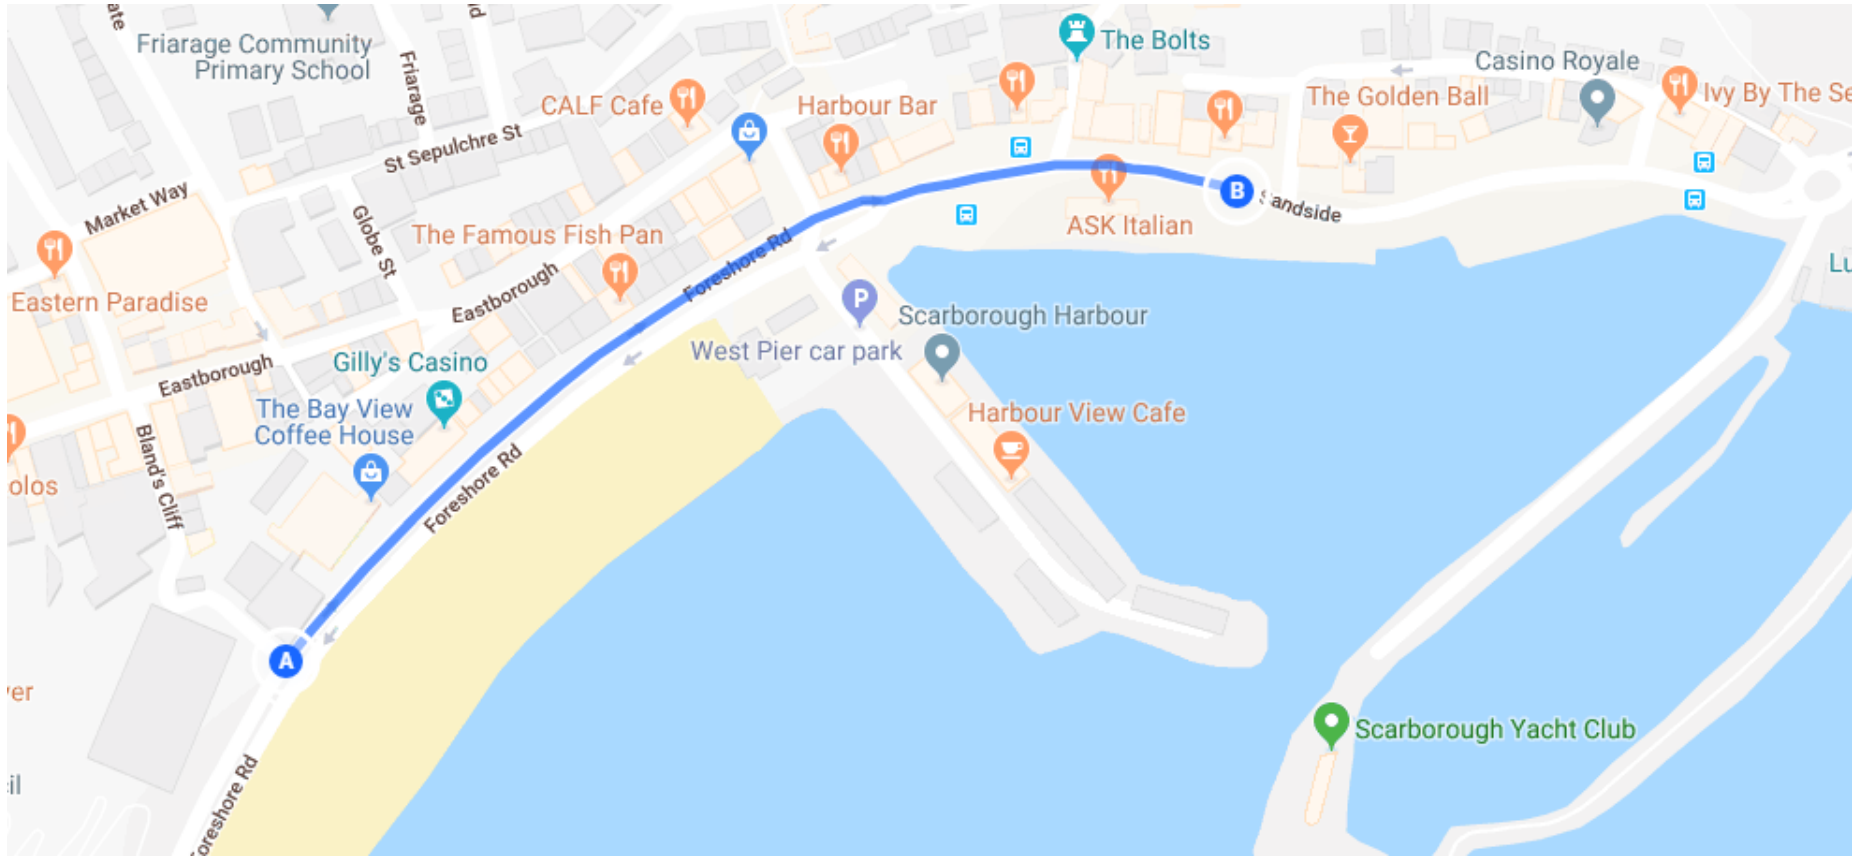 Friarage Community
Primary School
Friarage
CALF Cafe
Harbour Bar
The Bolts
Casino Royale
The Golden Ball
Ivy By The Se
St Sepulchre St
Market Way
Globe St
The Famous Fish Pan
Foreshore Rd
ASK Italian
B
Sandside
Eastern Paradise
Eastborough
Eastborough
P
Scarborough Harbour
West Pier car park
Gilly's Casino
The Bay View
Coffee House
Harbour View Cafe
Bland's Cliff
olos
Foreshore Rd
A
Scarborough Yacht Club
Foreshore Rd